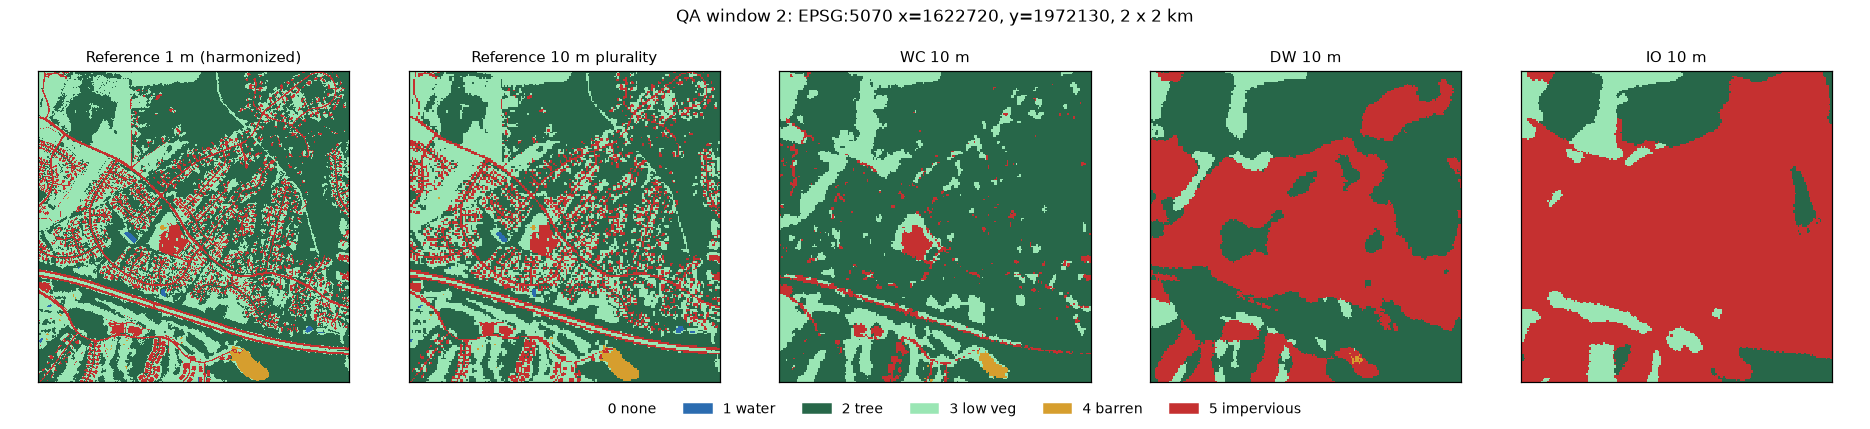 QA window 2: EPSG:5070 x=1622720, y=1972130, 2 x 2 km
Reference 1 m (harmonized)
Reference 10 m plurality
WC 10 m
DW 10 m
IO 10 m
0 none
1 water
2 tree
3 low veg
4 barren
5 impervious